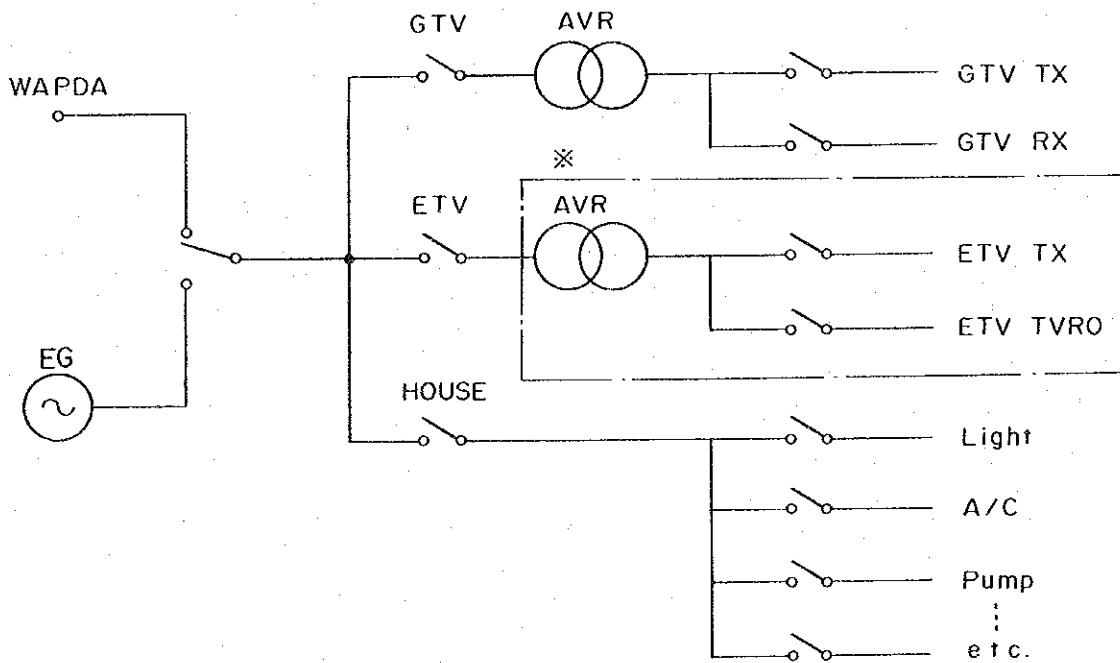 GTV
AVR
GTV TX
WAPDA
GTV RX
※
ETV
AVR
ETV TX
ETV TVRO
EG
HOUSE
Light
A/C
Pump
etc.